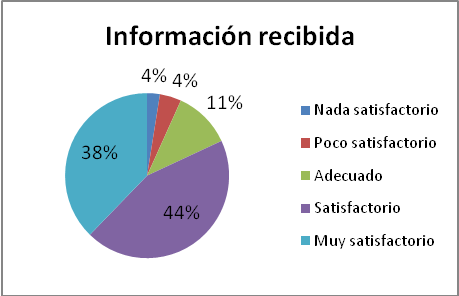 Información recibida
4%
4%
11%
38%
44%
Nada satisfactorio
Poco satisfactorio
Adecuado
Satisfactorio
Muy satisfactorio